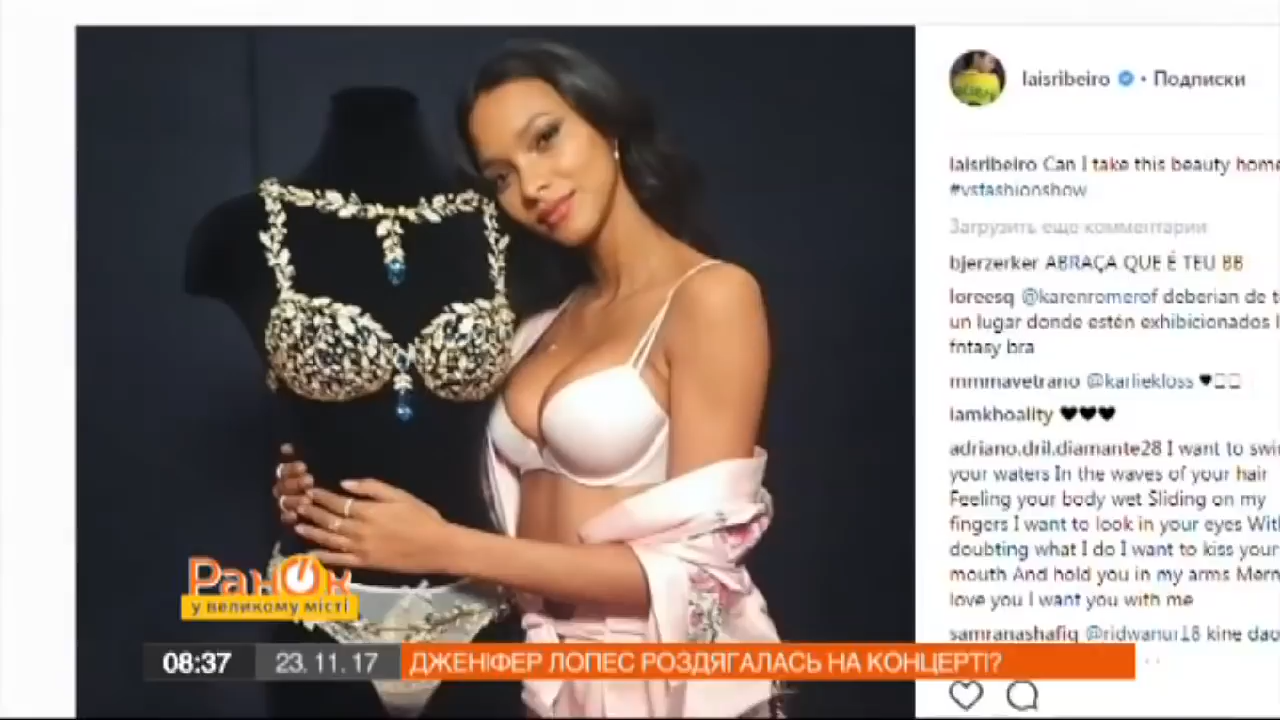 laisribeiro • Подписки
laisribeiro Can I take this beauty home
#vsfashionshow
Загрузить еще комментарии
bjerzerker ABRAÇA QUE É TEU BB
loreesq @karenromerof deberian de t
un lugar donde estén exhibicionados l
fntasy bra
mmmavetrano @karliekloss ♥
iamkhoality ♥♥♥
adriano.dril.diamante28 I want to swi
your waters In the waves of your hair
Feeling your body wet Sliding on my
fingers I want to look in your eyes Wit
doubting what I do I want to kiss your
mouth And hold you in my arms Merm
love you I want you with me
samranashafiq @ridwanur18 kine dao
Ранок
у великому місті
08:37 23.11.17 ДЖЕНІФЕР ЛОПЕС РОЗДЯГАЛАСЬ НА КОНЦЕРТІ?